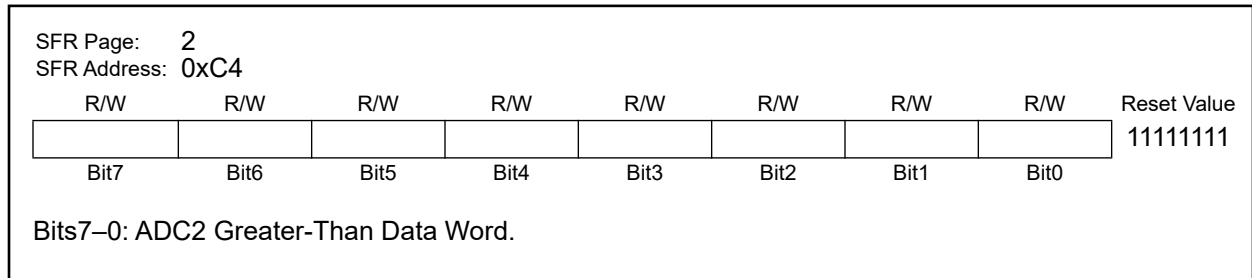 SFR Page: 2
SFR Address: 0xC4
R/W R/W R/W R/W R/W R/W R/W R/W Reset Value
11111111
Bit7 Bit6 Bit5 Bit4 Bit3 Bit2 Bit1 Bit0
Bits7–0: ADC2 Greater-Than Data Word.